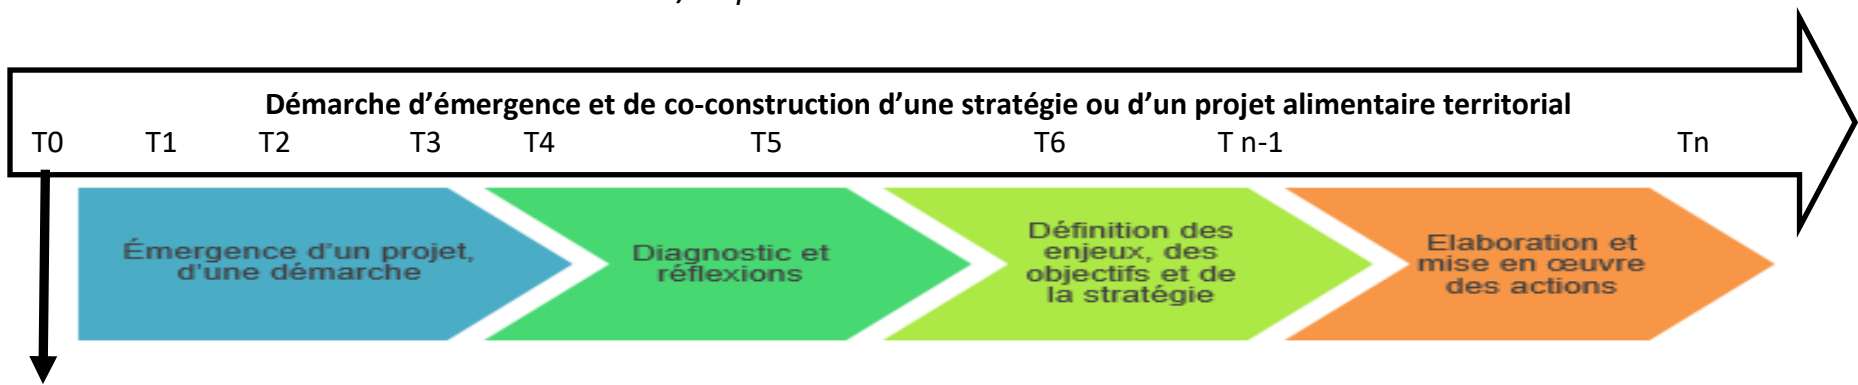 Démarche d’émergence et de co-construction d’une stratégie ou d’un projet alimentaire territorial
T0 T1 T2 T3 T4 T5 T6 T n-1 Tn
Émergence d’un projet,
d’une démarche
Diagnostic et
réflexions
Définition des
enjeux, des
objectifs et de
la stratégie
Elaboration et
mise en œuvre
des actions